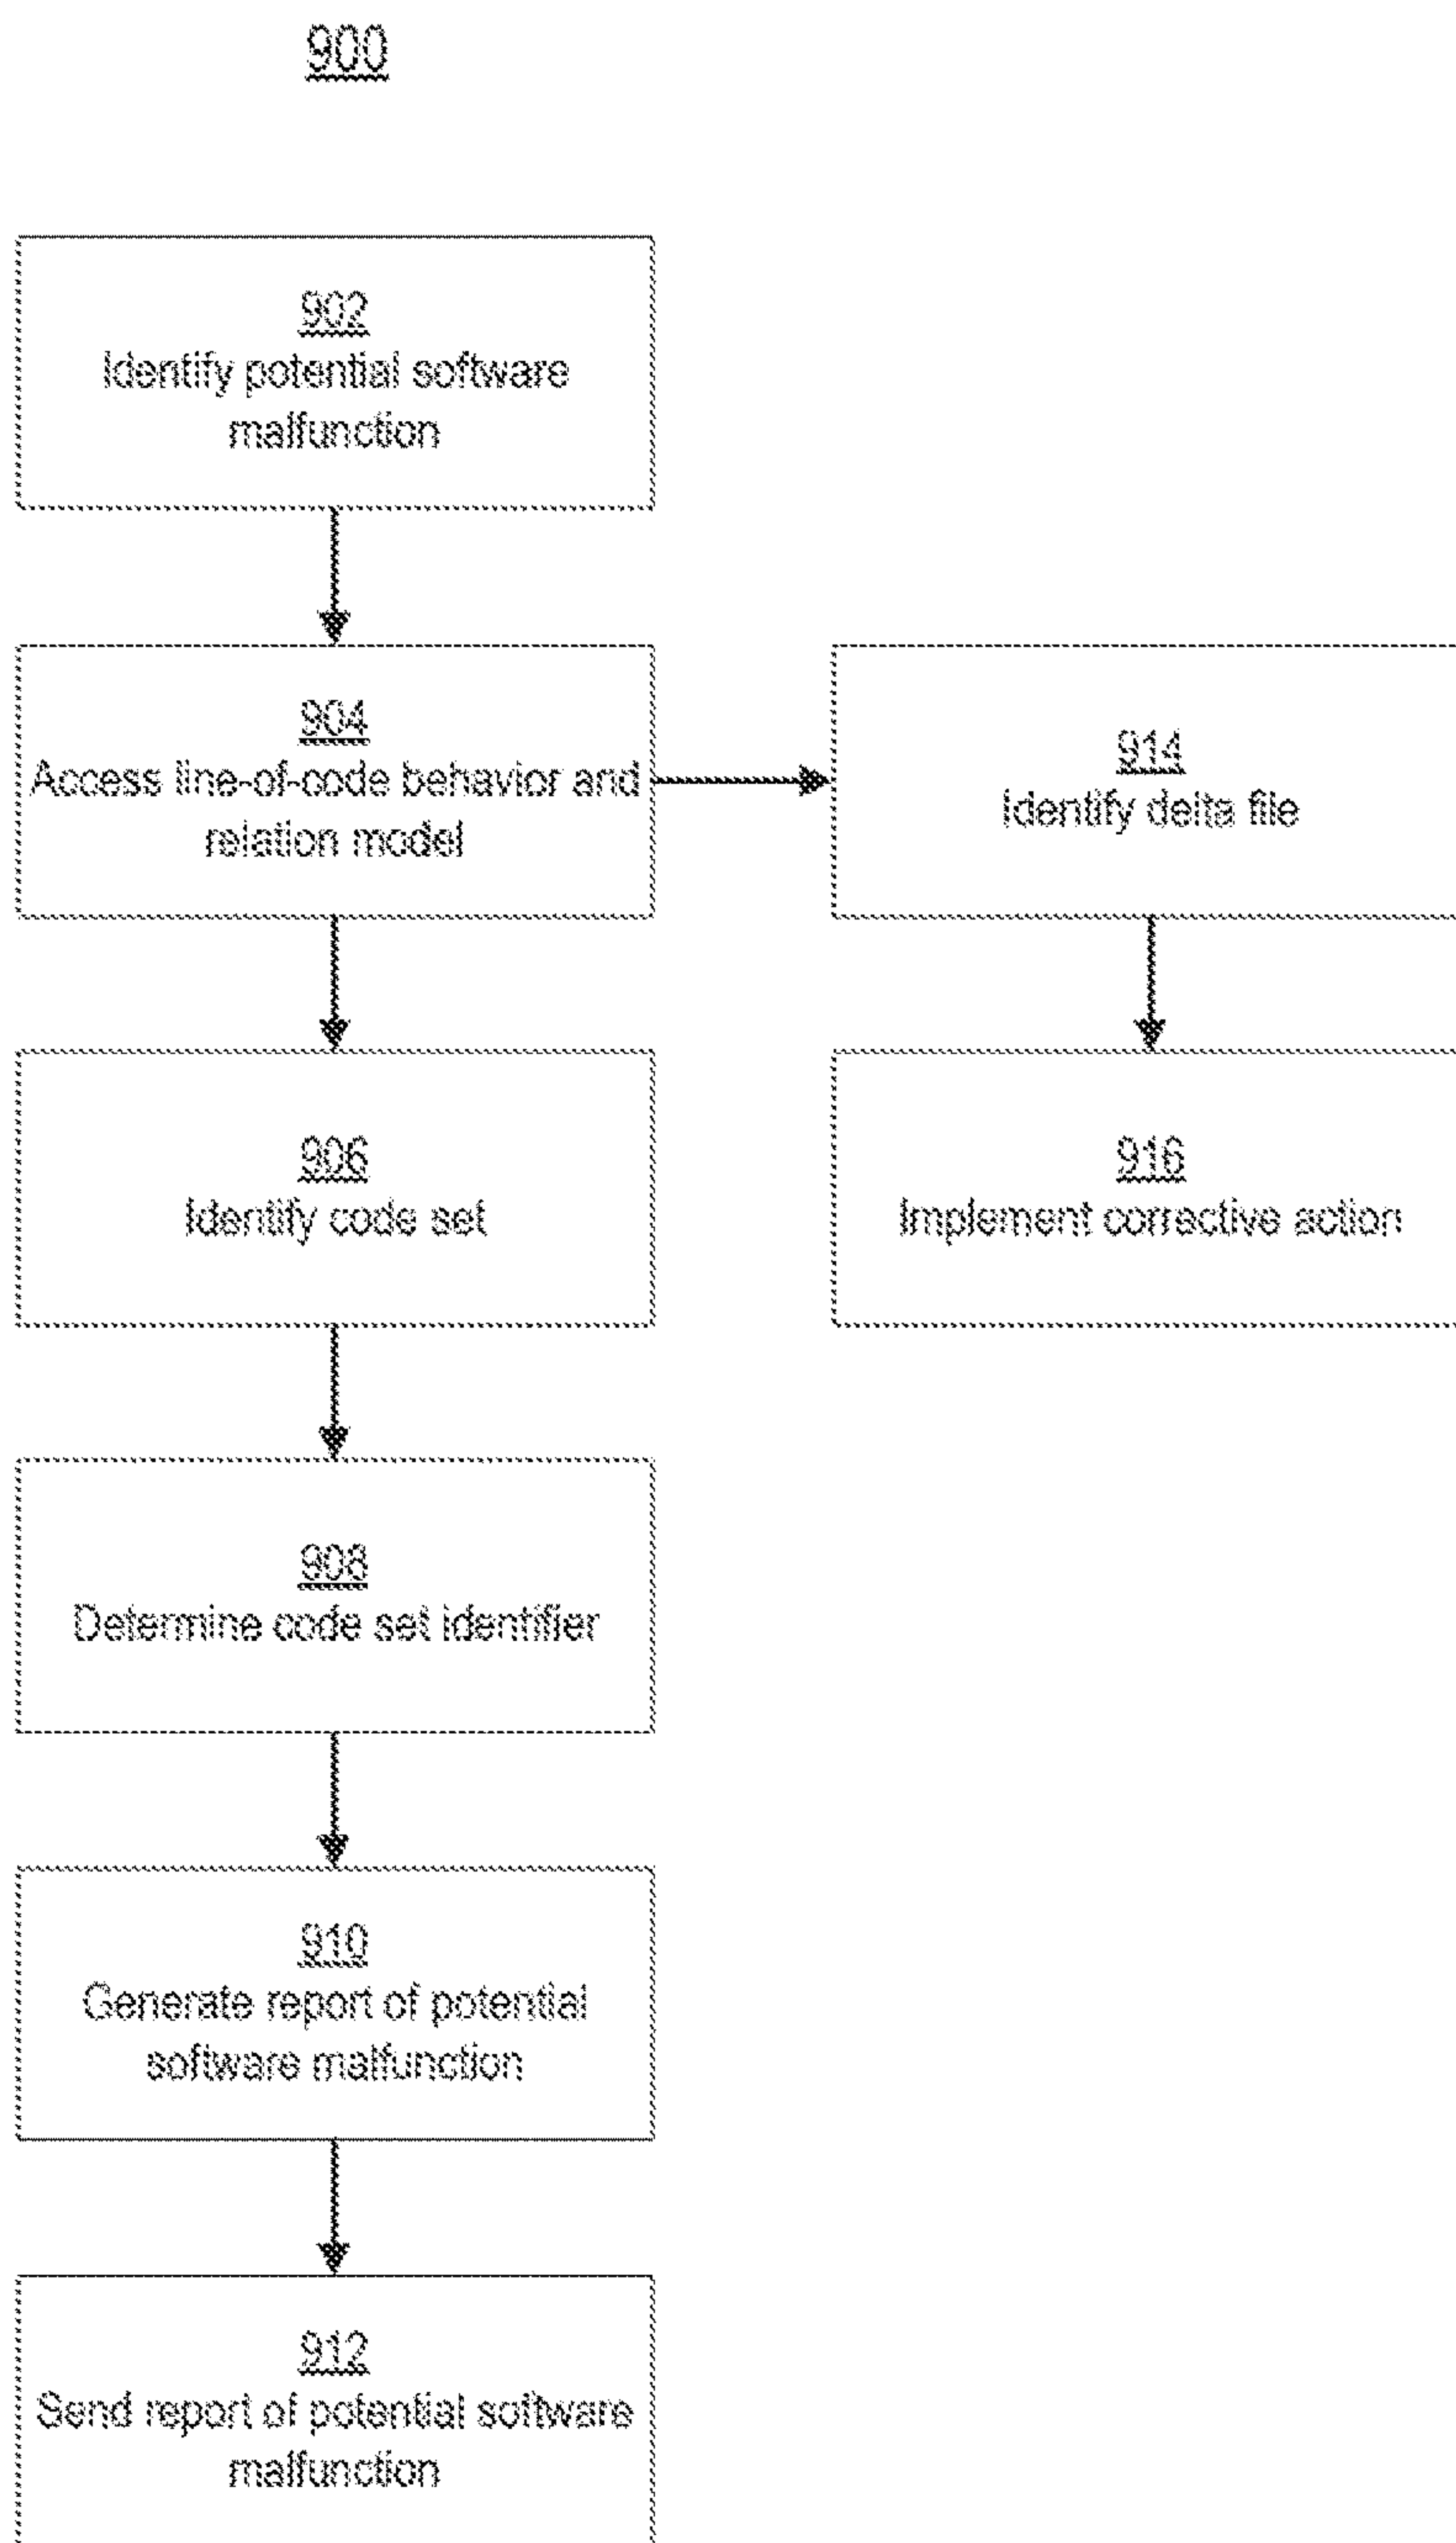 900
902
Identify potential software
malfunction
904
Access line-of-code behavior and
relation model
914
Identify delta file
906
Identify code set
916
Implement corrective action
908
Determine code set identifier
910
Generate report of potential
software malfunction
912
Send report of potential software
malfunction